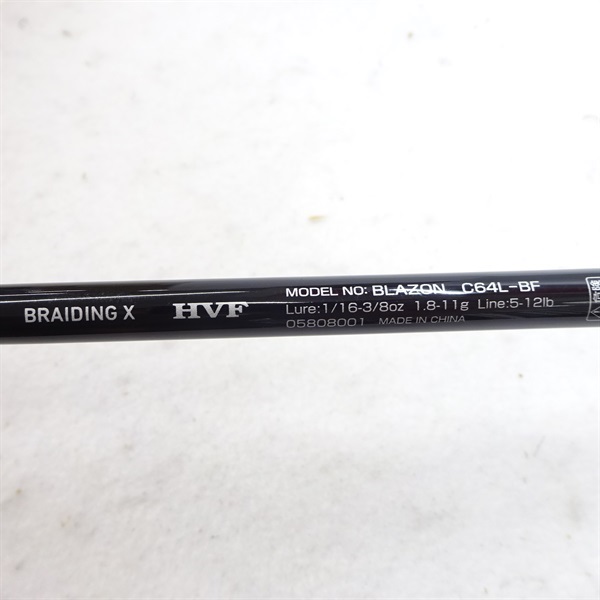 BRAIDING X HVF
MODEL NO: BLAZON C64L-BF
Lure:1/16-3/8oz 1.8-11g Line:5-12lb
05808001 MADE IN CHINA